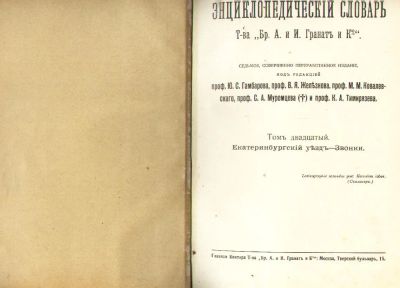 ЭНЦИКЛОПЕДИЧЕСКІЙ СЛОВАРЬ
Т-ва „Бр. А. и И. Гранатъ и К°“.
СЕДЬМОЕ, СОВЕРШЕННО ПЕРЕРАБОТАННОЕ ИЗДАНІЕ,
ПОДЪ РЕДАКЦІЕЙ
проф. Ю. С. Гамбарова, проф. В. Я. Желѣзнова, проф. М. М. Ковалев-
скаго, проф. С. А. Муромцева (†) и проф. К. А. Тимирязева.
Томъ двадцатый.
Екатеринбургскій уѣздъ—Звонки.
Главная Контора Т-ва „Бр. А. и И. Гранатъ и К°“: Москва, Тверской бульваръ, 15.